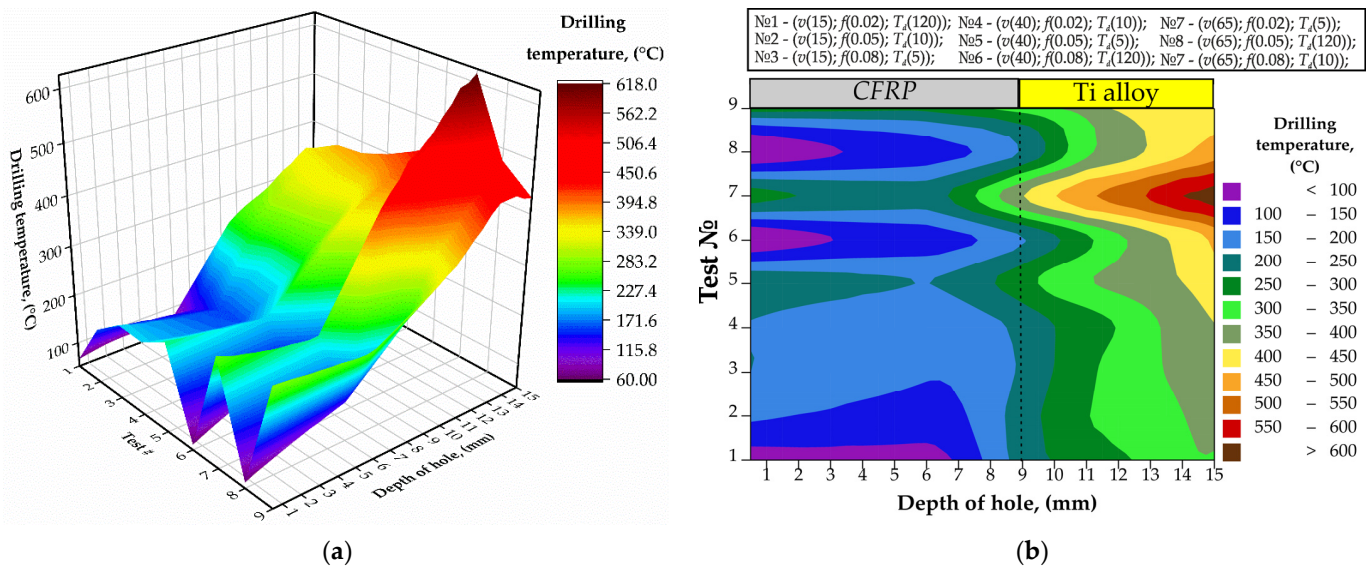 Drilling
temperature, (°C)
618.0
562.2
506.4
450.6
394.8
339.0
283.2
227.4
171.6
115.8
60.00
Drilling temperature, (°C)
600
500
400
300
200
100
1
2
3
4
5
6
7
8
9
Test #
1
2
3
4
5
6
7
8
9
10
11
12
13
14
15
Depth of hole, (mm)
(a)
№1 - (v(15); f(0.02); Td(120)); №4 - (v(40); f(0.02); Td(10)); №7 - (v(65); f(0.02); Td(5));
№2 - (v(15); f(0.05); Td(10)); №5 - (v(40); f(0.05); Td(5)); №8 - (v(65); f(0.05); Td(120));
№3 - (v(15); f(0.08); Td(5)); №6 - (v(40); f(0.08); Td(120)); №7 - (v(65); f(0.08); Td(10));
CFRP Ti alloy
Test №
9
8
7
6
5
4
3
2
1
1 2 3 4 5 6 7 8 9 10 11 12 13 14 15
Depth of hole, (mm)
Drilling
temperature,
(°C)
< 100
100 – 150
150 – 200
200 – 250
250 – 300
300 – 350
350 – 400
400 – 450
450 – 500
500 – 550
550 – 600
> 600
(b)